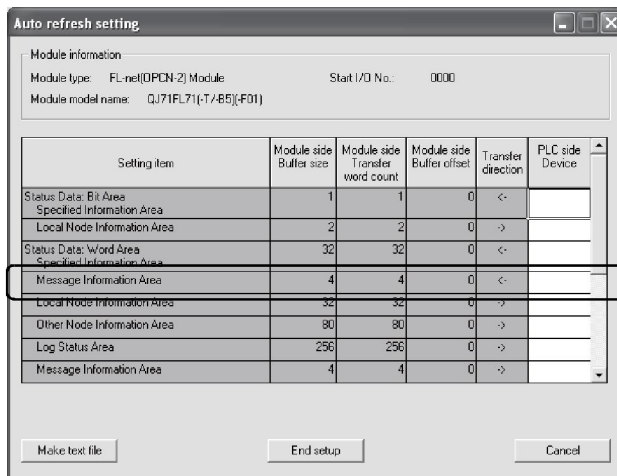 Auto refresh setting
Module information
Module type: FL-net(OPCN-2) Module Start I/O No.: 0000
Module model name: QJ71FL71(-T/-B5)(-F01)
Setting item Module side Buffer size Module side Transfer word count Module side Buffer offset Transfer direction PLC side Device
Status Data: Bit Area
Specified Information Area 1 1 0 <-
Local Node Information Area 2 2 0 ->
Status Data: Word Area
Specified Information Area 32 32 0 <-
Message Information Area 4 4 0 <-
Local Node Information Area 32 32 0 ->
Other Node Information Area 80 80 0 ->
Log Status Area 256 256 0 ->
Message Information Area 4 4 0 ->
Make text file End setup Cancel